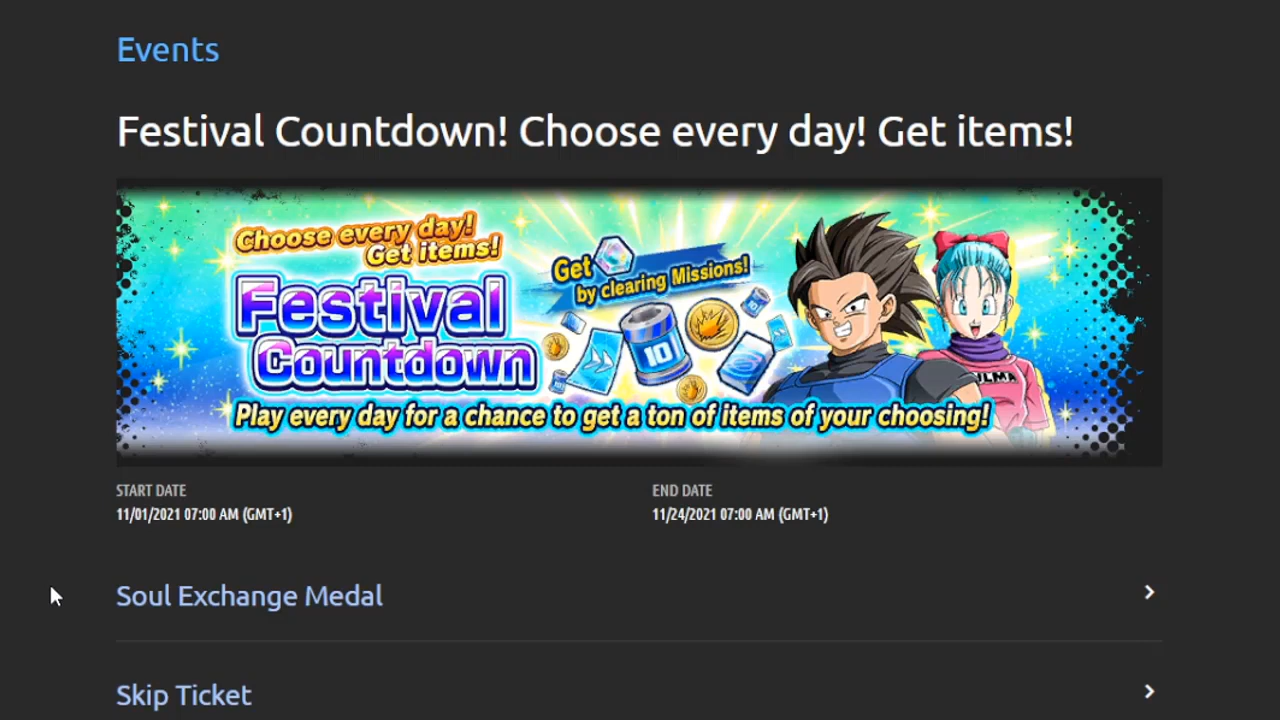 Events
Festival Countdown! Choose every day! Get items!
Choose every day!
Get items!
Festival
Countdown
Get
by clearing Missions!
10
10
Play every day for a chance to get a ton of items of your choosing!
START DATE
11/01/2021 07:00 AM (GMT+1)
END DATE
11/24/2021 07:00 AM (GMT+1)
Soul Exchange Medal
Skip Ticket